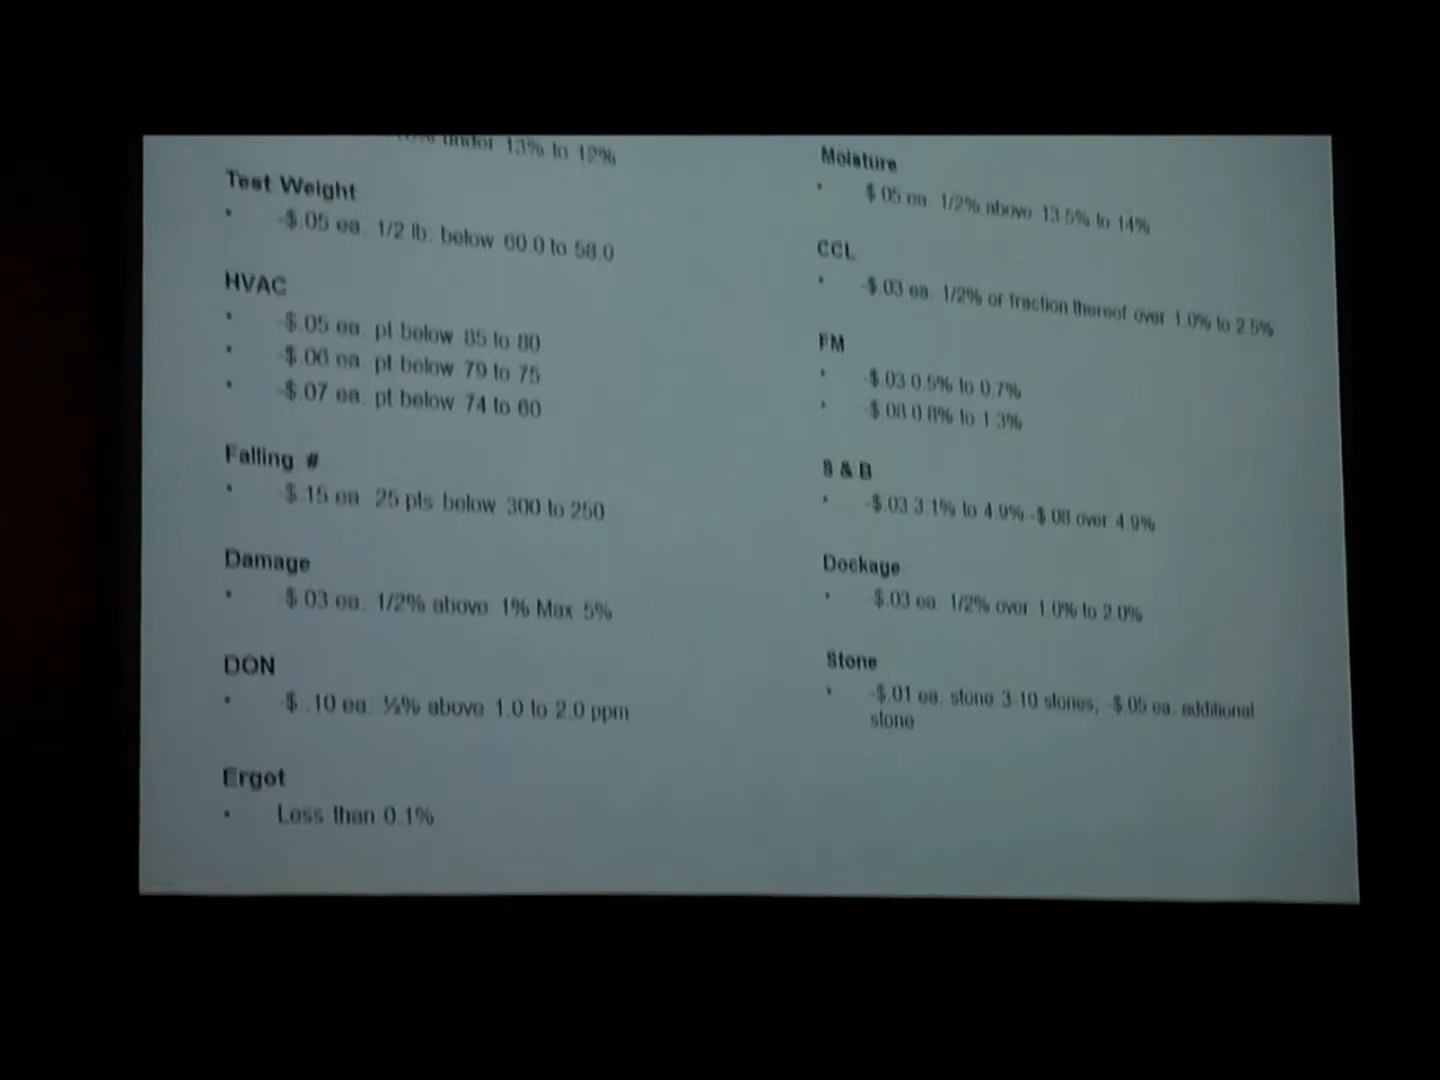 under 13% to 12%
Test Weight
• -$.05 ea. 1/2 lb. below 60.0 to 58.0
HVAC
• -$.05 ea. pt below 85 to 80
• -$.06 ea. pt below 79 to 75
• -$.07 ea. pt below 74 to 60
Falling #
• -$.15 ea. 25 pts below 300 to 250
Damage
• -$.03 ea. 1/2% above 1% Max 5%
DON
• -$ .10 ea. ½% above 1.0 to 2.0 ppm
Ergot
• Less than 0.1%
Moisture
• $.05 ea. 1/2% above 13.5% to 14%
CCL
• -$.03 ea. 1/2% or fraction thereof over 1.0% to 2.5%
FM
• -$.03 0.5% to 0.7%
• -$.08 0.8% to 1.3%
S & B
• -$.03 3.1% to 4.9% -$.08 over 4.9%
Dockage
• -$.03 ea. 1/2% over 1.0% to 2.0%
Stone
• -$.01 ea. stone 3-10 stones; -$.05 ea. additional
stone